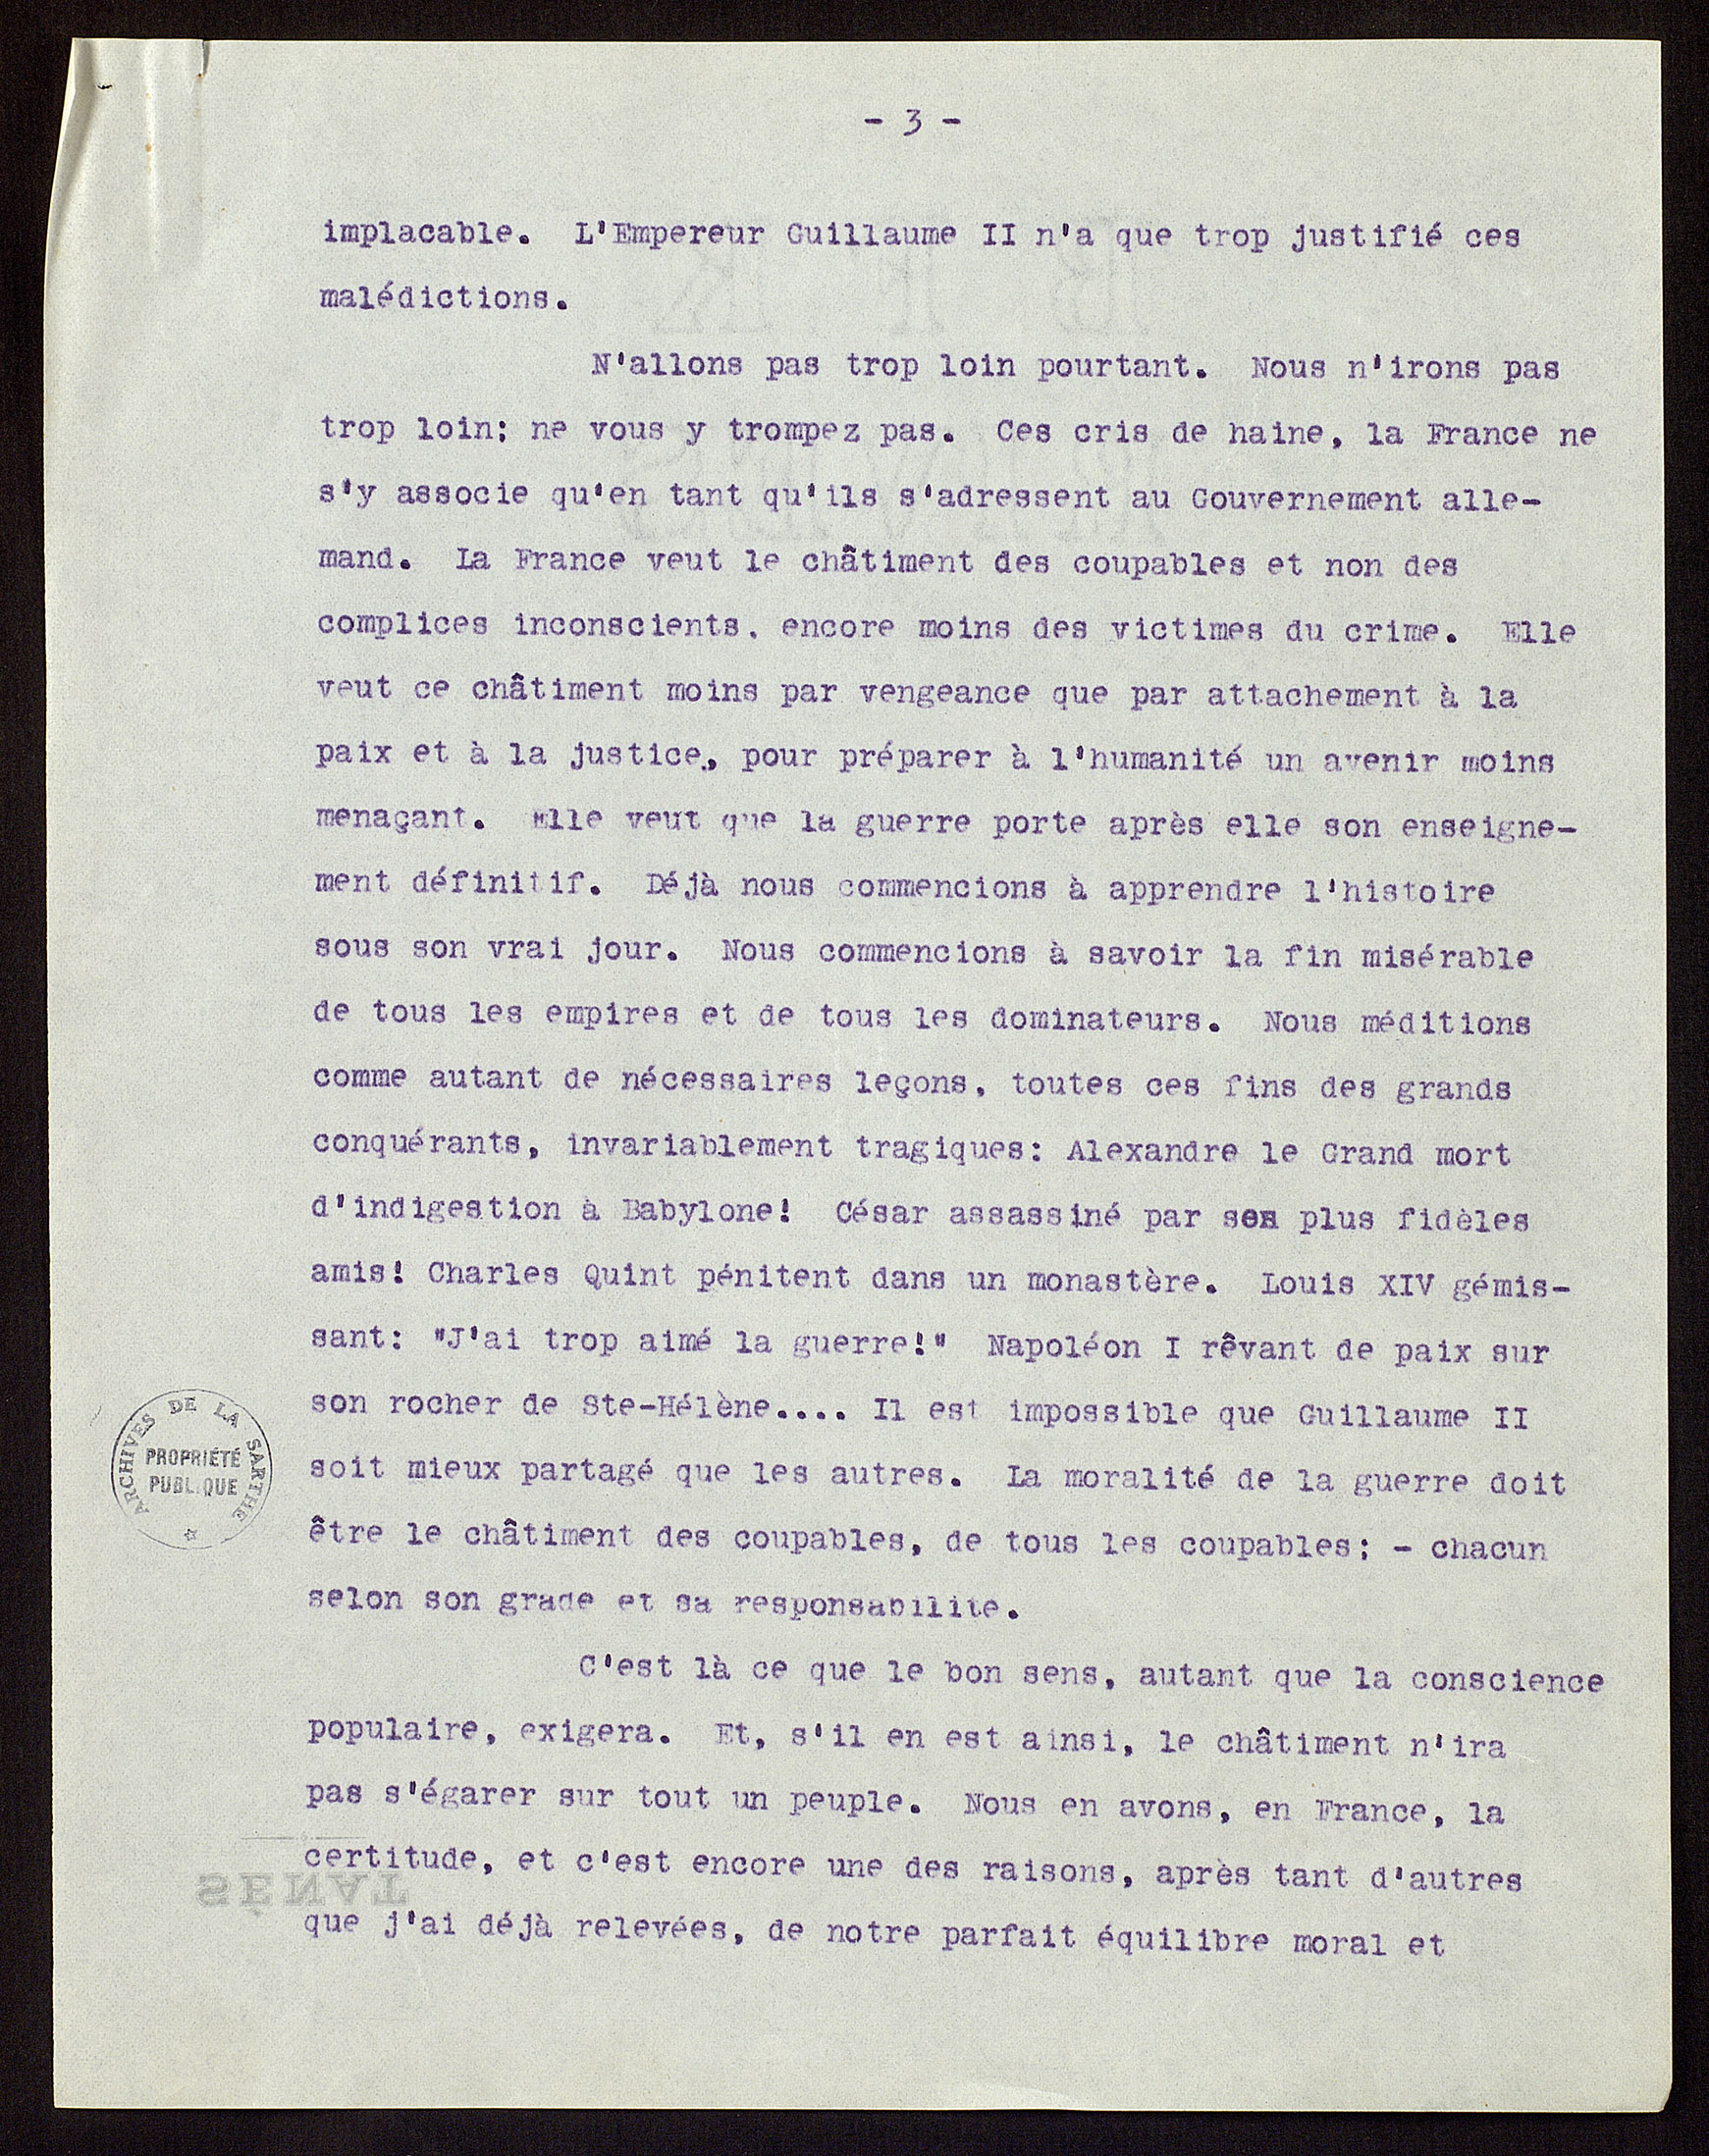 - 3 -
implacable. L'Empereur Guillaume II n'a que trop justifié ces
malédictions.
N'allons pas trop loin pourtant. Nous n'irons pas
trop loin; ne vous y trompez pas. Ces cris de haine, la France ne
s'y associe qu'en tant qu'ils s'adressent au Gouvernement alle-
mand. La France veut le châtiment des coupables et non des
complices inconscients, encore moins des victimes du crime. Elle
veut ce châtiment moins par vengeance que par attachement à la
paix et à la justice, pour préparer à l'humanité un avenir moins
menaçant. Elle veut que la guerre porte après elle son enseigne-
ment définitif. Déjà nous commencions à apprendre l'histoire
sous son vrai jour. Nous commencions à savoir la fin misérable
de tous les empires et de tous les dominateurs. Nous méditions
comme autant de nécessaires leçons, toutes ces fins des grands
conquérants, invariablement tragiques: Alexandre le Grand mort
d'indigestion à Babylone! César assassiné par ses plus fidèles
amis! Charles Quint pénitent dans un monastère. Louis XIV gémis-
sant: "J'ai trop aimé la guerre!" Napoléon I rêvant de paix sur
son rocher de Ste-Hélène.... Il est impossible que Guillaume II
soit mieux partagé que les autres. La moralité de la guerre doit
être le châtiment des coupables, de tous les coupables; - chacun
selon son grade et sa responsabilité.
C'est là ce que le bon sens, autant que la conscience
populaire, exigera. Et, s'il en est ainsi, le châtiment n'ira
pas s'égarer sur tout un peuple. Nous en avons, en France, la
certitude, et c'est encore une des raisons, après tant d'autres
que j'ai déjà relevées, de notre parfait équilibre moral et
ARCHIVES DE LA SARTHE
PROPRIÉTÉ
PUBLIQUE
SÉNAT